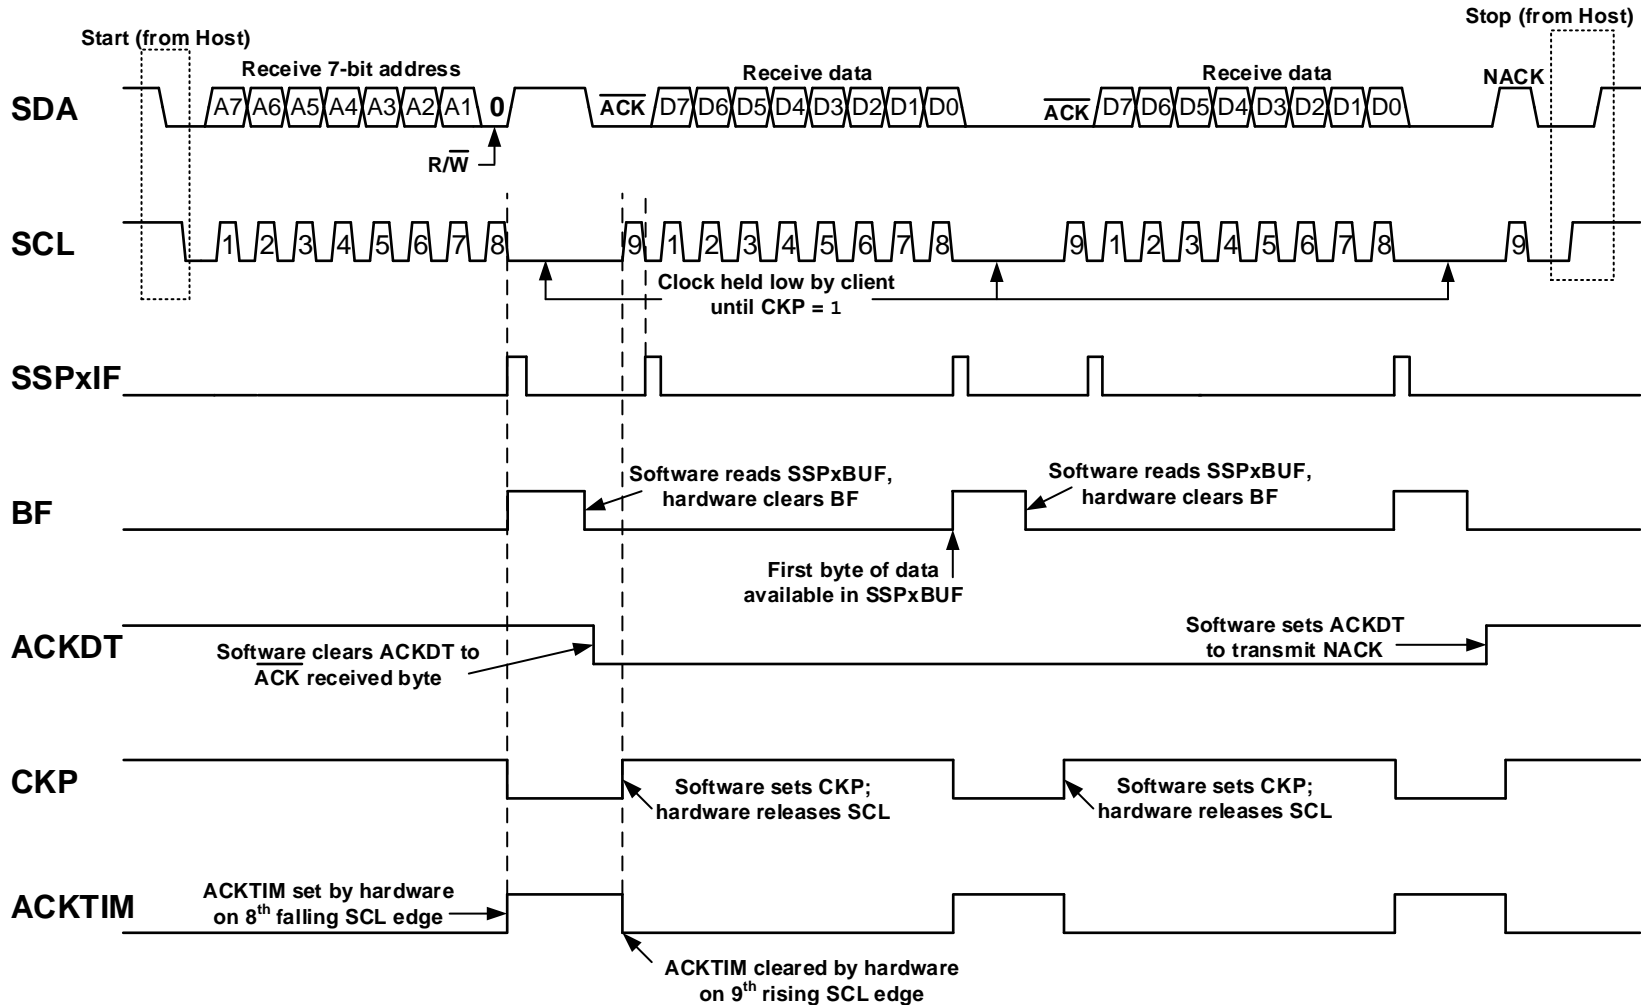 Start (from Host)
Stop (from Host)
Receive 7-bit address
Receive data
Receive data
NACK
SDA
A7 A6 A5 A4 A3 A2 A1 0
ACK
D7 D6 D5 D4 D3 D2 D1 D0
ACK
D7 D6 D5 D4 D3 D2 D1 D0
R/W
SCL
1 2 3 4 5 6 7 8 9 1 2 3 4 5 6 7 8 9 1 2 3 4 5 6 7 8 9
Clock held low by client
until CKP = 1
SSPxIF
BF
Software reads SSPxBUF,
hardware clears BF
Software reads SSPxBUF,
hardware clears BF
First byte of data
available in SSPxBUF
ACKDT
Software clears ACKDT to
ACK received byte
Software sets ACKDT
to transmit NACK
CKP
Software sets CKP;
hardware releases SCL
Software sets CKP;
hardware releases SCL
ACKTIM
ACKTIM set by hardware
on 8th falling SCL edge
ACKTIM cleared by hardware
on 9th rising SCL edge